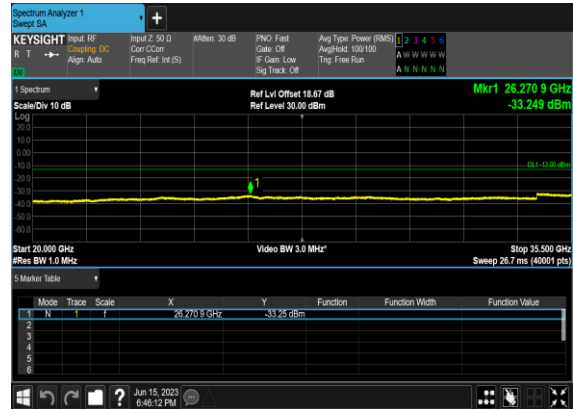 Spectrum Analyzer 1
Swept SA
+
KEYSIGHT Input: RF Input Z: 50 Ω #Atten: 30 dB PNO: Fast Avg Type: Power (RMS) 1 2 3 4 5 6
R T Coupling: DC Corr CCorr Gate: Off Avg|Hold: 100/100 A W W W W W
Align: Auto Freq Ref: Int (S) IF Gain: Low Trig: Free Run
Sig Track: Off A N N N N N
1 Spectrum Ref Lvl Offset 18.67 dB Mkr1 26.270 9 GHz
Scale/Div 10 dB Ref Level 30.00 dBm -33.249 dBm
Log
20.0
10.0
0.00
-10.0
DL1 -13.00 dBm
-20.0
1
-30.0
-40.0
-50.0
-60.0
Start 20.000 GHz Video BW 3.0 MHz* Stop 35.500 GHz
#Res BW 1.0 MHz Sweep 26.7 ms (40001 pts)
5 Marker Table
Mode Trace Scale X Y Function Function Width Function Value
1 N 1 f 26.270 9 GHz -33.25 dBm
2
3
4
5
6
? Jun 15, 2023
6:46:12 PM